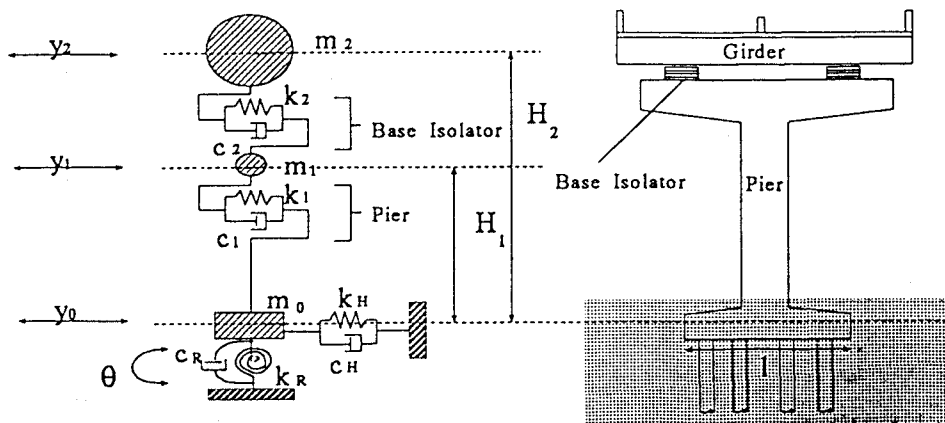 y2
m2
k2
c2
Base Isolator
H2
y1
m1
k1
c1
Pier
H1
y0
m0
kH
cH
cR
kR
θ
Girder
Base Isolator
Pier
l